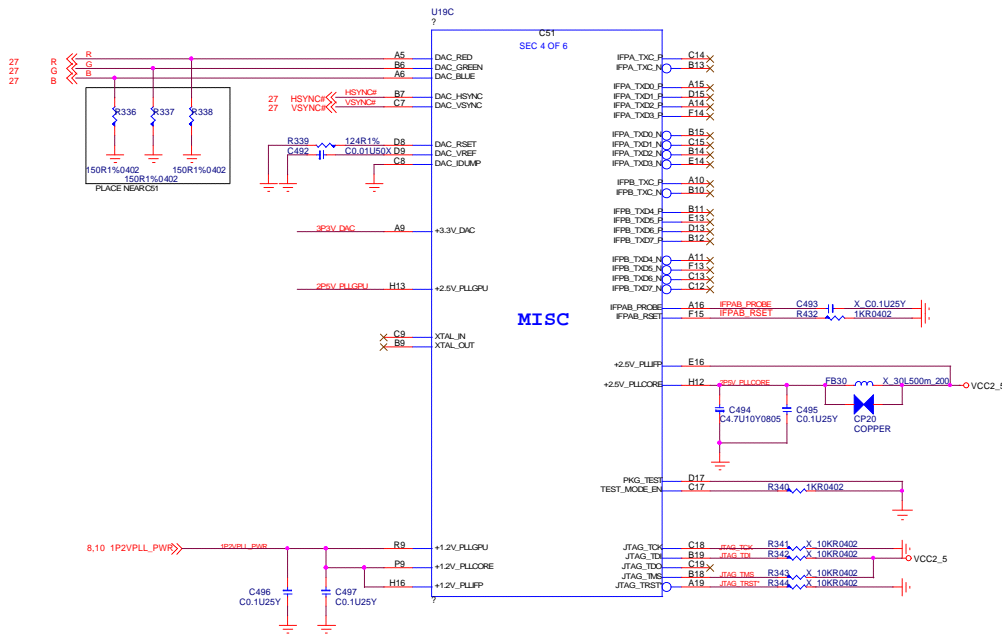 U19C
?
C51
SEC 4 OF 6
27 R R A5 DAC_RED
27 G G B6 DAC_GREEN
27 B B A6 DAC_BLUE
27 HSYNC# HSYNC# B7 DAC_HSYNC
27 VSYNC# VSYNC# C7 DAC_VSYNC
R336 R337 R338
150R1%0402 150R1%0402 150R1%0402
PLACE NEARC51
R339 124R1% D8 DAC_RSET
C492 C0.01U50X D9 DAC_VREF
C8 DAC_IDUMP
3P3V_DAC A9 +3.3V_DAC
2P5V_PLLGPU H13 +2.5V_PLLGPU
C9 XTAL_IN
B9 XTAL_OUT
MISC
8,10 1P2VPLL_PWR 1P2VPLL_PWR R9 +1.2V_PLLGPU
P9 +1.2V_PLLCORE
H16 +1.2V_PLLIFP
C496 C0.1U25Y
C497 C0.1U25Y
?
IFPA_TXC_P C14
IFPA_TXC_N B13
IFPA_TXD0_P A15
IFPA_TXD1_P D15
IFPA_TXD2_P A14
IFPA_TXD3_P F14
IFPA_TXD0_N B15
IFPA_TXD1_N C15
IFPA_TXD2_N B14
IFPA_TXD3_N E14
IFPB_TXC_P A10
IFPB_TXC_N B10
IFPB_TXD4_P B11
IFPB_TXD5_P E13
IFPB_TXD6_P D13
IFPB_TXD7_P B12
IFPB_TXD4_N A11
IFPB_TXD5_N F13
IFPB_TXD6_N C13
IFPB_TXD7_N C12
IFPAB_PROBE A16 IFPAB_PROBE C493 X_C0.1U25Y
IFPAB_RSET F15 IFPAB_RSET R432 1KR0402
+2.5V_PLLIFP E16
+2.5V_PLLCORE H12 2P5V_PLLCORE FB30 X_30L500m_200 VCC2_5
C494
C4.7U10Y0805
C495
C0.1U25Y
CP20
COPPER
PKG_TEST D17
TEST_MODE_EN C17 R340 1KR0402
JTAG_TCK C18 JTAG_TCK R341 X_10KR0402
JTAG_TDI B19 JTAG_TDI R342 X_10KR0402 VCC2_5
JTAG_TDO C19
JTAG_TMS B18 JTAG_TMS R343 X_10KR0402
JTAG_TRST* A19 JTAG_TRST* R344 X_10KR0402